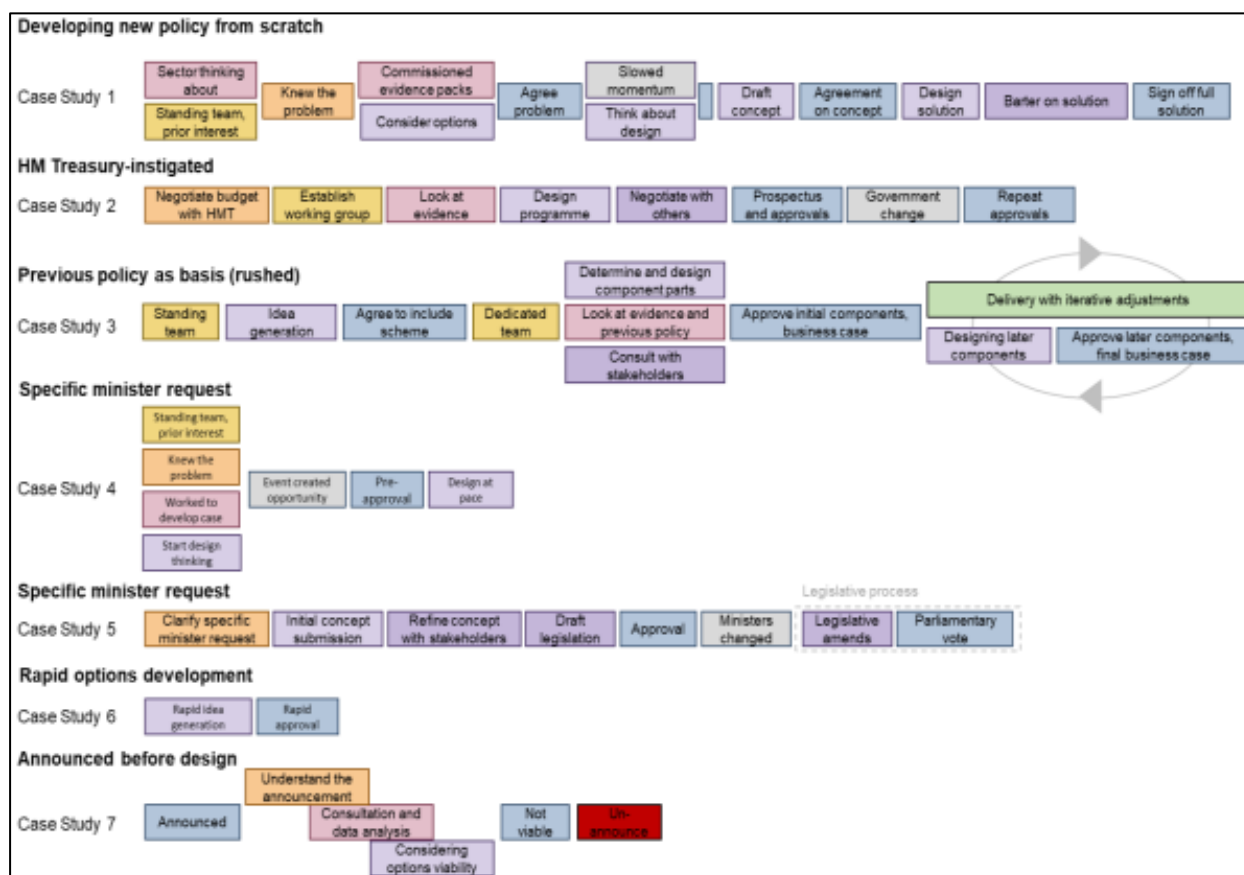 Developing new policy from scratch
Case Study 1
Sector thinking
about
Standing team,
prior interest
Knew the
problem
Commissioned
evidence packs
Consider options
Agree
problem
Slowed
momentum
Think about
design
Draft
concept
Agreement
on concept
Design
solution
Barter on solution
Sign off full
solution
HM Treasury-instigated
Case Study 2
Negotiate budget
with HMT
Establish
working group
Look at
evidence
Design
programme
Negotiate with
others
Prospectus
and approvals
Government
change
Repeat
approvals
Previous policy as basis (rushed)
Case Study 3
Standing
team
Idea
generation
Agree to include
scheme
Dedicated
team
Determine and design
component parts
Look at evidence and
previous policy
Consult with
stakeholders
Approve initial components,
business case
Delivery with iterative adjustments
Designing later
components
Approve later components,
final business case
Specific minister request
Case Study 4
Standing team,
prior interest
Knew the
problem
Worked to
develop case
Start design
thinking
Event created
opportunity
Pre-
approval
Design at
pace
Specific minister request
Case Study 5
Clarify specific
minister request
Initial concept
submission
Refine concept
with stakeholders
Draft
legislation
Approval
Ministers
changed
Legislative process
Legislative
amends
Parliamentary
vote
Rapid options development
Case Study 6
Rapid idea
generation
Rapid
approval
Announced before design
Case Study 7
Announced
Understand the
announcement
Consultation and
data analysis
Considering
options viability
Not
viable
Un-
announce